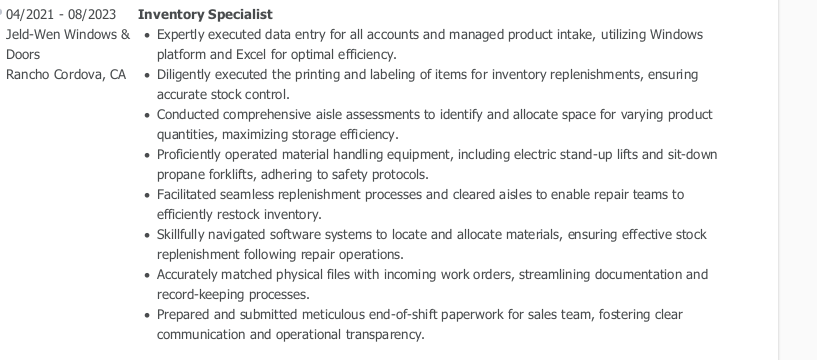 04/2021 - 08/2023 Inventory Specialist
Jeld-Wen Windows &
Doors
Rancho Cordova, CA
• Expertly executed data entry for all accounts and managed product intake, utilizing Windows
platform and Excel for optimal efficiency.
• Diligently executed the printing and labeling of items for inventory replenishments, ensuring
accurate stock control.
• Conducted comprehensive aisle assessments to identify and allocate space for varying product
quantities, maximizing storage efficiency.
• Proficiently operated material handling equipment, including electric stand-up lifts and sit-down
propane forklifts, adhering to safety protocols.
• Facilitated seamless replenishment processes and cleared aisles to enable repair teams to
efficiently restock inventory.
• Skillfully navigated software systems to locate and allocate materials, ensuring effective stock
replenishment following repair operations.
• Accurately matched physical files with incoming work orders, streamlining documentation and
record-keeping processes.
• Prepared and submitted meticulous end-of-shift paperwork for sales team, fostering clear
communication and operational transparency.